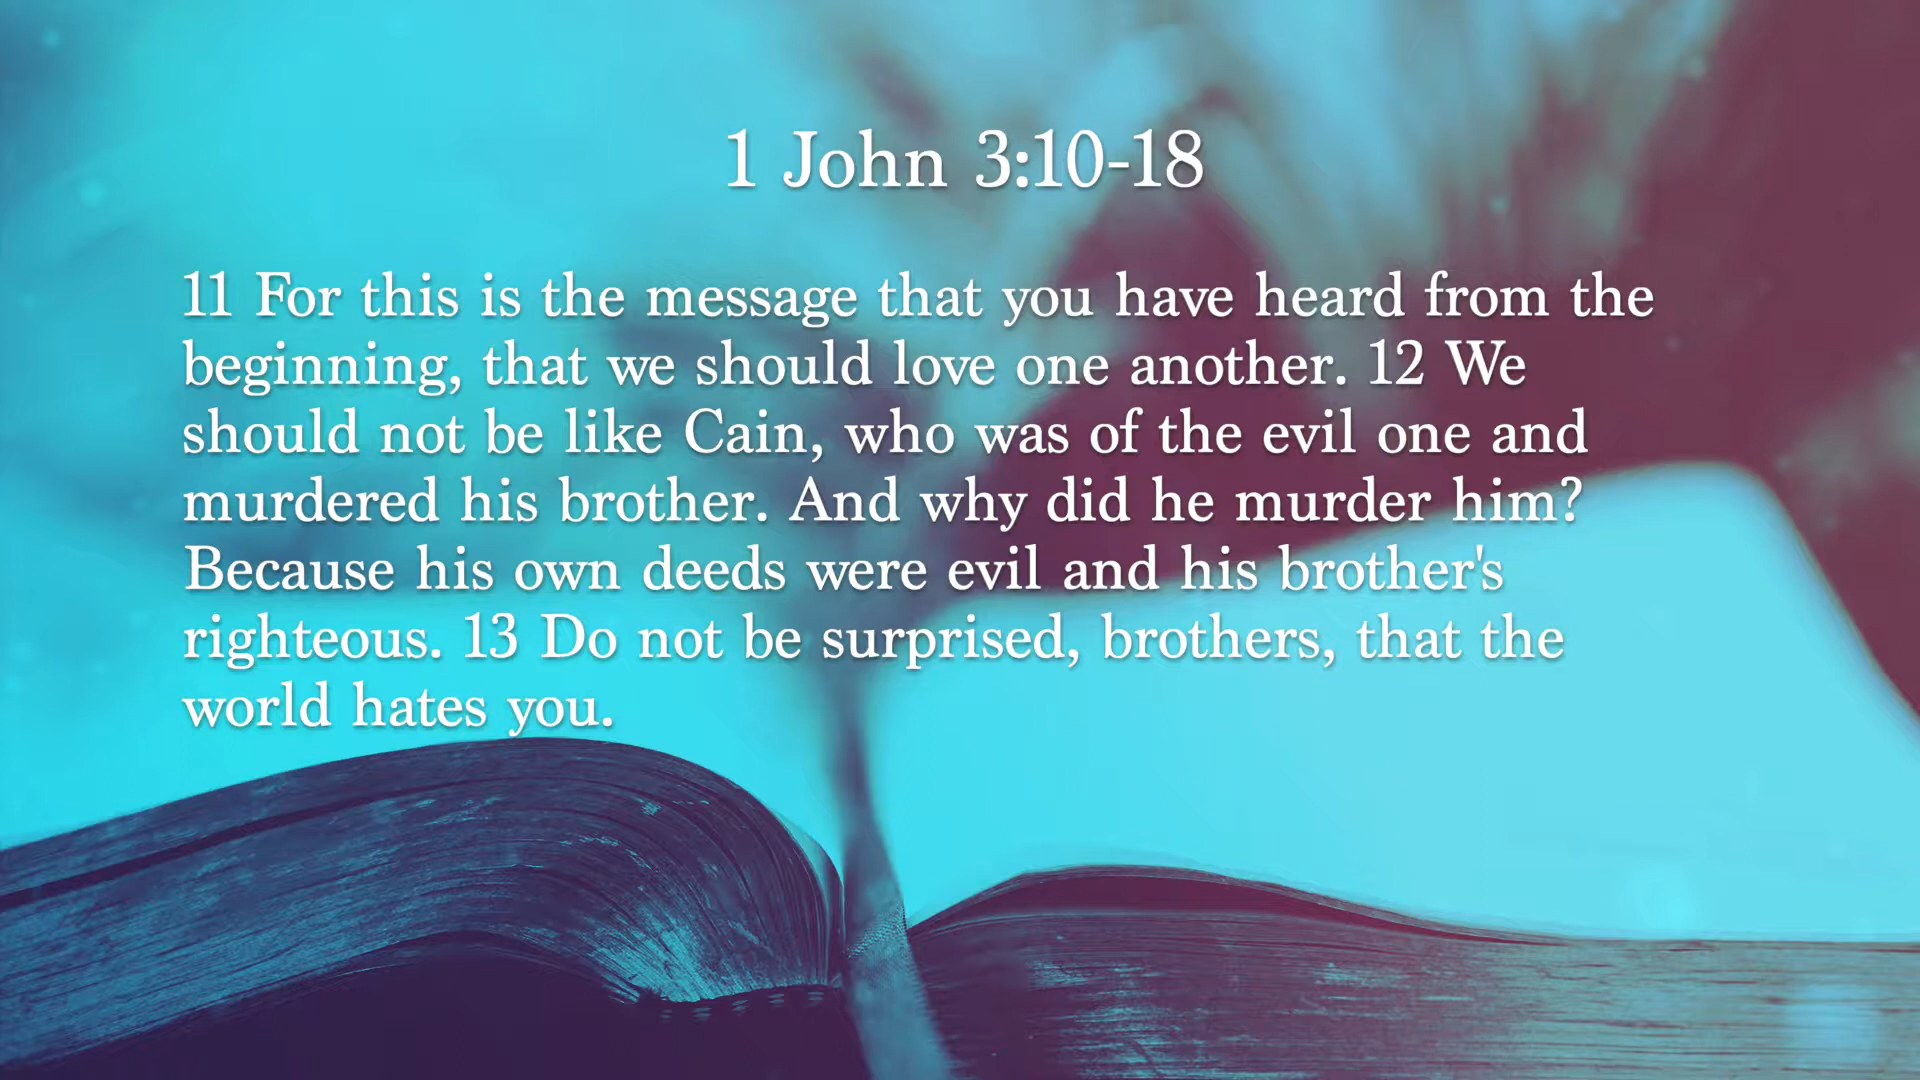 1 John 3:10-18
11 For this is the message that you have heard from the
beginning, that we should love one another. 12 We
should not be like Cain, who was of the evil one and
murdered his brother. And why did he murder him?
Because his own deeds were evil and his brother's
righteous. 13 Do not be surprised, brothers, that the
world hates you.